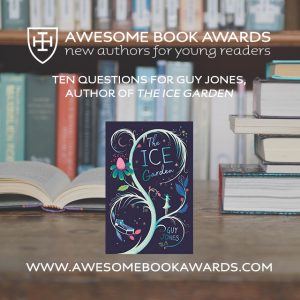 AWESOME BOOK AWARDS
new authors for young readers
TEN QUESTIONS FOR GUY JONES,
AUTHOR OF THE ICE GARDEN
The
ICE
Garden
GUY
JONES
WWW.AWESOMEBOOKAWARDS.COM